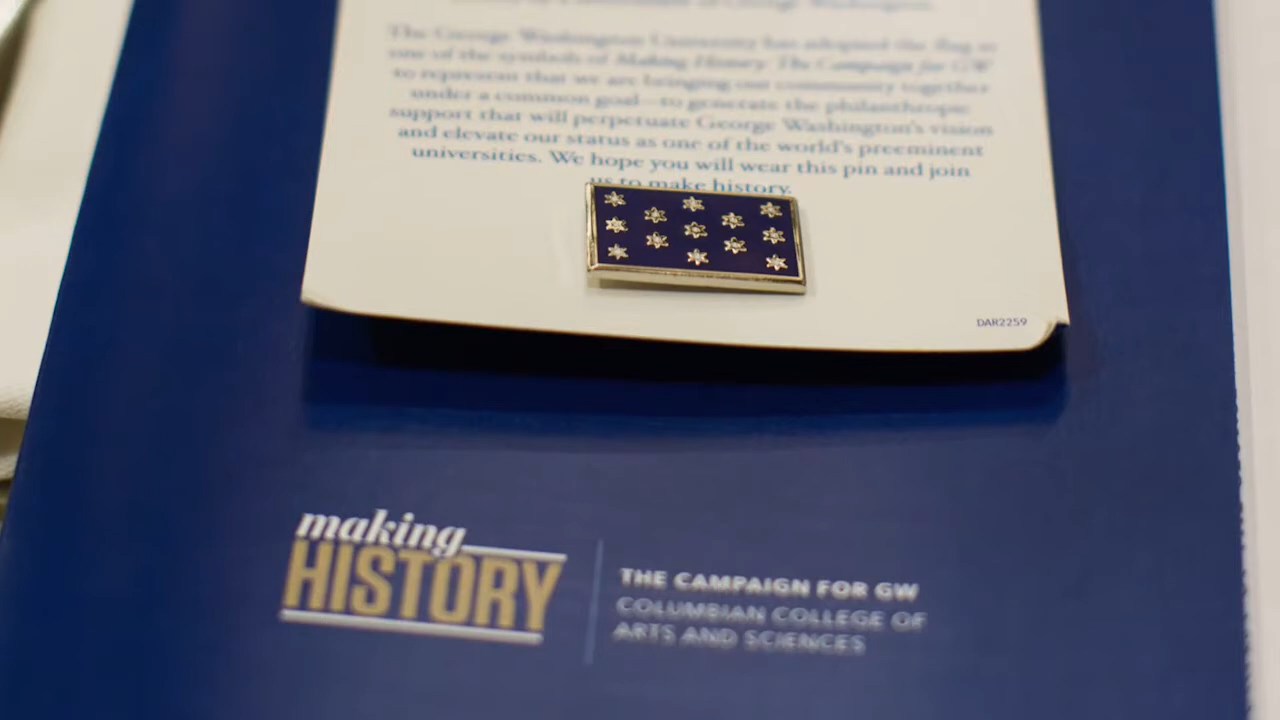 The George Washington University has adopted the flag as
one of the symbols of Making History: The Campaign for GW
to represent that we are bringing our community together
under a common goal—to generate the philanthropic
support that will perpetuate George Washington's vision
and elevate our status as one of the world's preeminent
universities. We hope you will wear this pin and join
us to make history.
DAR2259
making
HISTORY
THE CAMPAIGN FOR GW
COLUMBIAN COLLEGE OF
ARTS AND SCIENCES